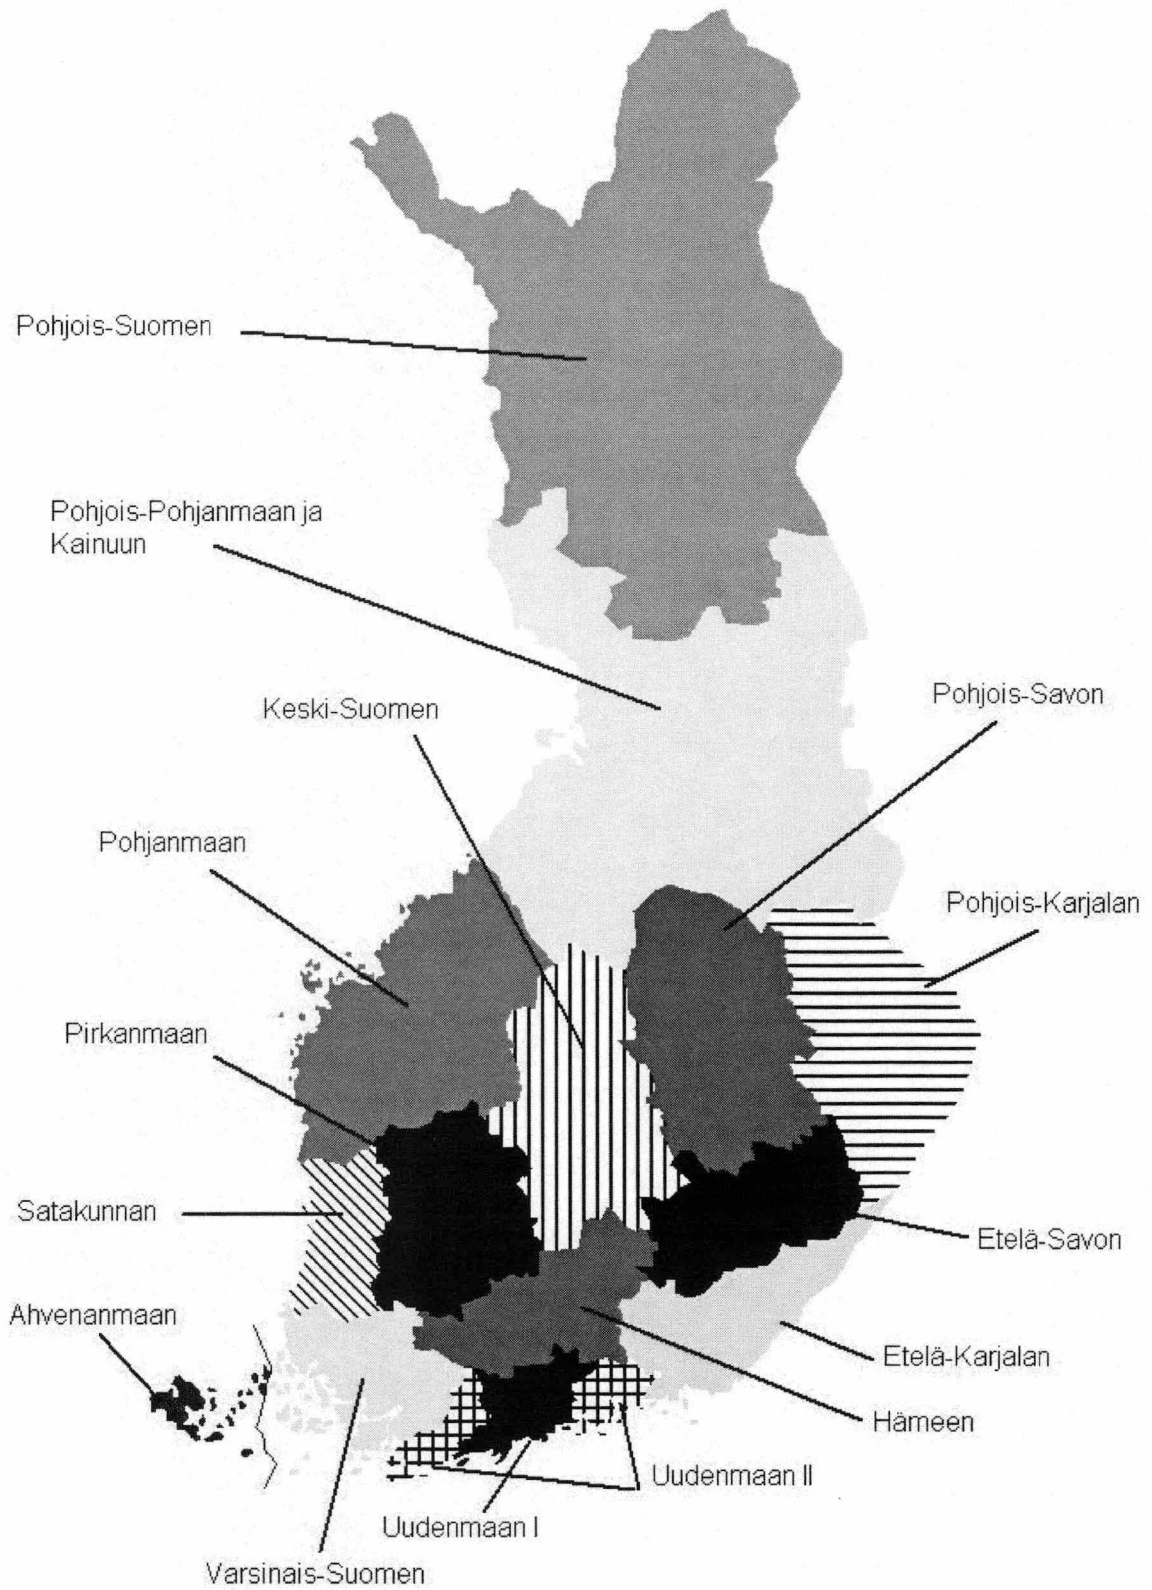 Pohjois-Suomen
Pohjois-Pohjanmaan ja
Kainuun
Pohjois-Savon
Keski-Suomen
Pohjanmaan
Pohjois-Karjalan
Pirkanmaan
Satakunnan
Etelä-Savon
Ahvenanmaan
Etelä-Karjalan
Hämeen
Uudenmaan II
Uudenmaan I
Varsinais-Suomen